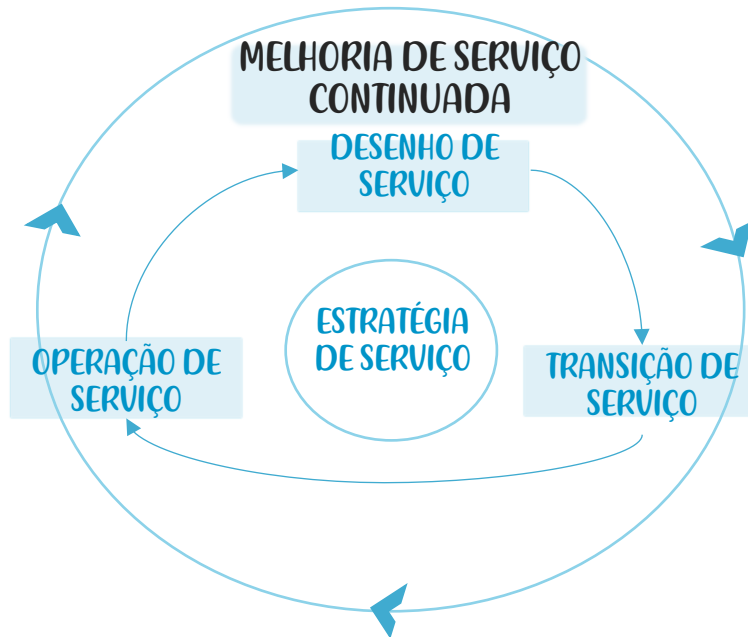 MELHORIA DE SERVIÇO
CONTINUADA
DESENHO DE
SERVIÇO
ESTRATÉGIA
DE SERVIÇO
OPERAÇÃO DE
SERVIÇO
TRANSIÇÃO DE
SERVIÇO